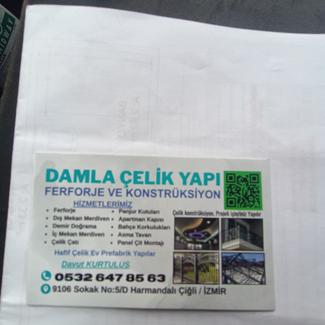 DAMLA ÇELİK YAPI
FERFORJE VE KONSTRÜKSİYON
HİZMETLERİMİZ
• Ferforje
• Dış Mekan Merdiven
• Demir Doğrama
• İç Mekan Merdiven
• Çelik Çatı
• Panjur Kutuları
• Apartman Kapısı
• Bahçe Korkulukları
• Asma Tavan
• Panel Çit Montajı
Hafif Çelik Ev Prefabrik Yapılar
Davut KURTULUŞ
0532 647 85 63
9106 Sokak No:5/D Harmandalı Çiğli / İZMİR
Çelik konstrüksiyon, Projeli işleriniz Yapılır